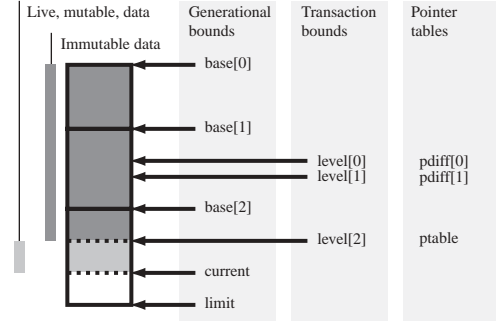 Live, mutable, data
Generational bounds
Transaction bounds
Pointer tables
Immutable data
base[0]
base[1]
level[0] pdiff[0]
level[1] pdiff[1]
base[2]
level[2] ptable
current
limit